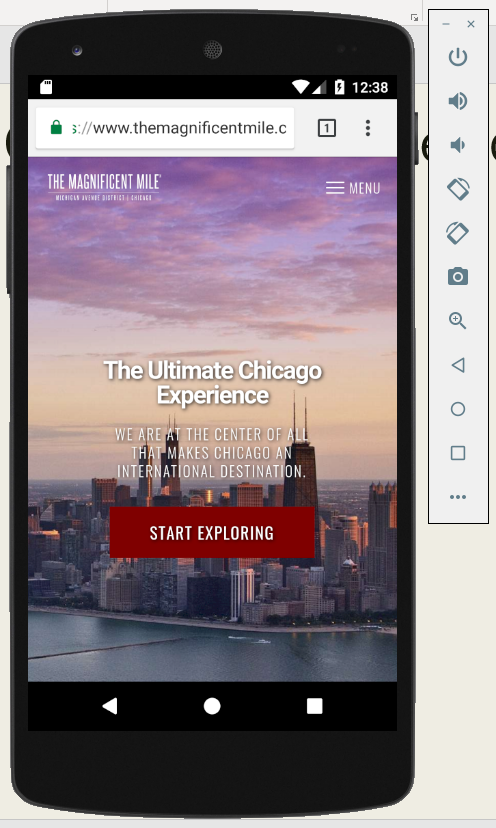 12:38
s://www.themagnificentmile.c
1
THE MAGNIFICENT MILE
MICHIGAN AVENUE DISTRICT | CHICAGO
MENU
The Ultimate Chicago
Experience
WE ARE AT THE CENTER OF ALL
THAT MAKES CHICAGO AN
INTERNATIONAL DESTINATION.
START EXPLORING